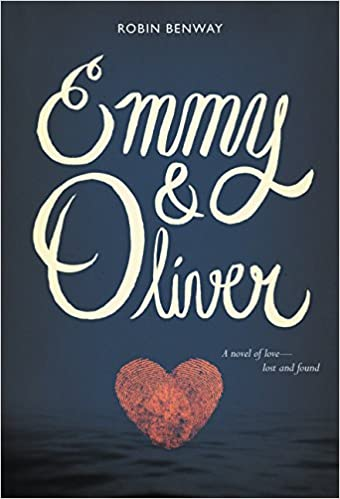 ROBIN BENWAY
Emmy
&
Oliver
A novel of love—
lost and found